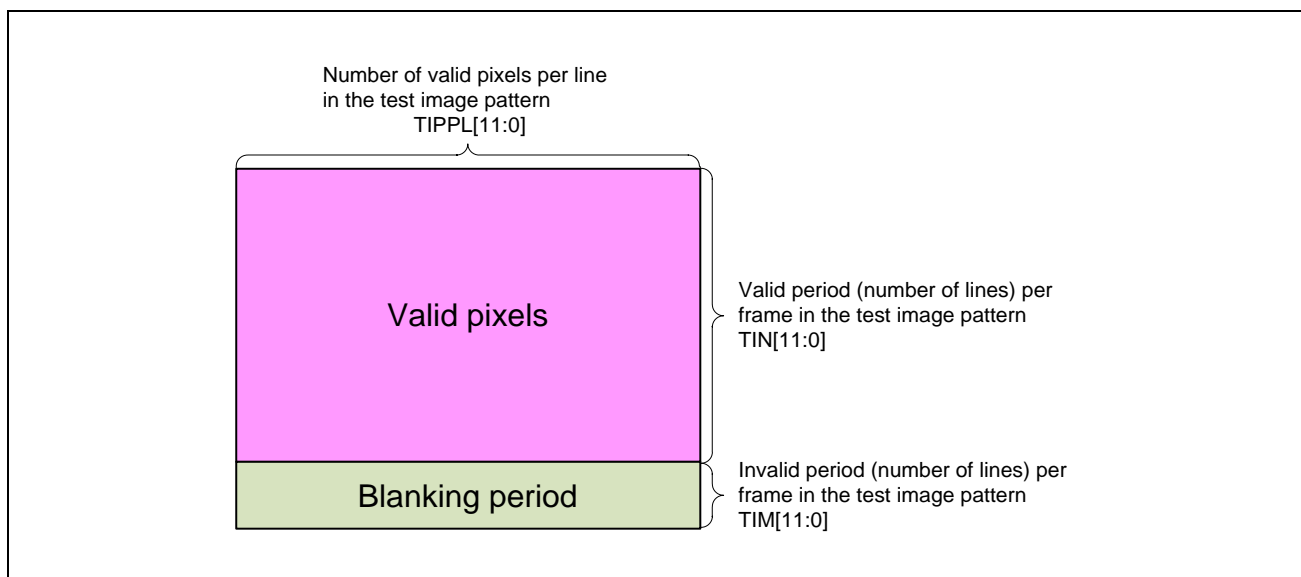 Number of valid pixels per line
in the test image pattern
TIPPL[11:0]
Valid pixels
Valid period (number of lines) per
frame in the test image pattern
TIN[11:0]
Blanking period
Invalid period (number of lines) per
frame in the test image pattern
TIM[11:0]